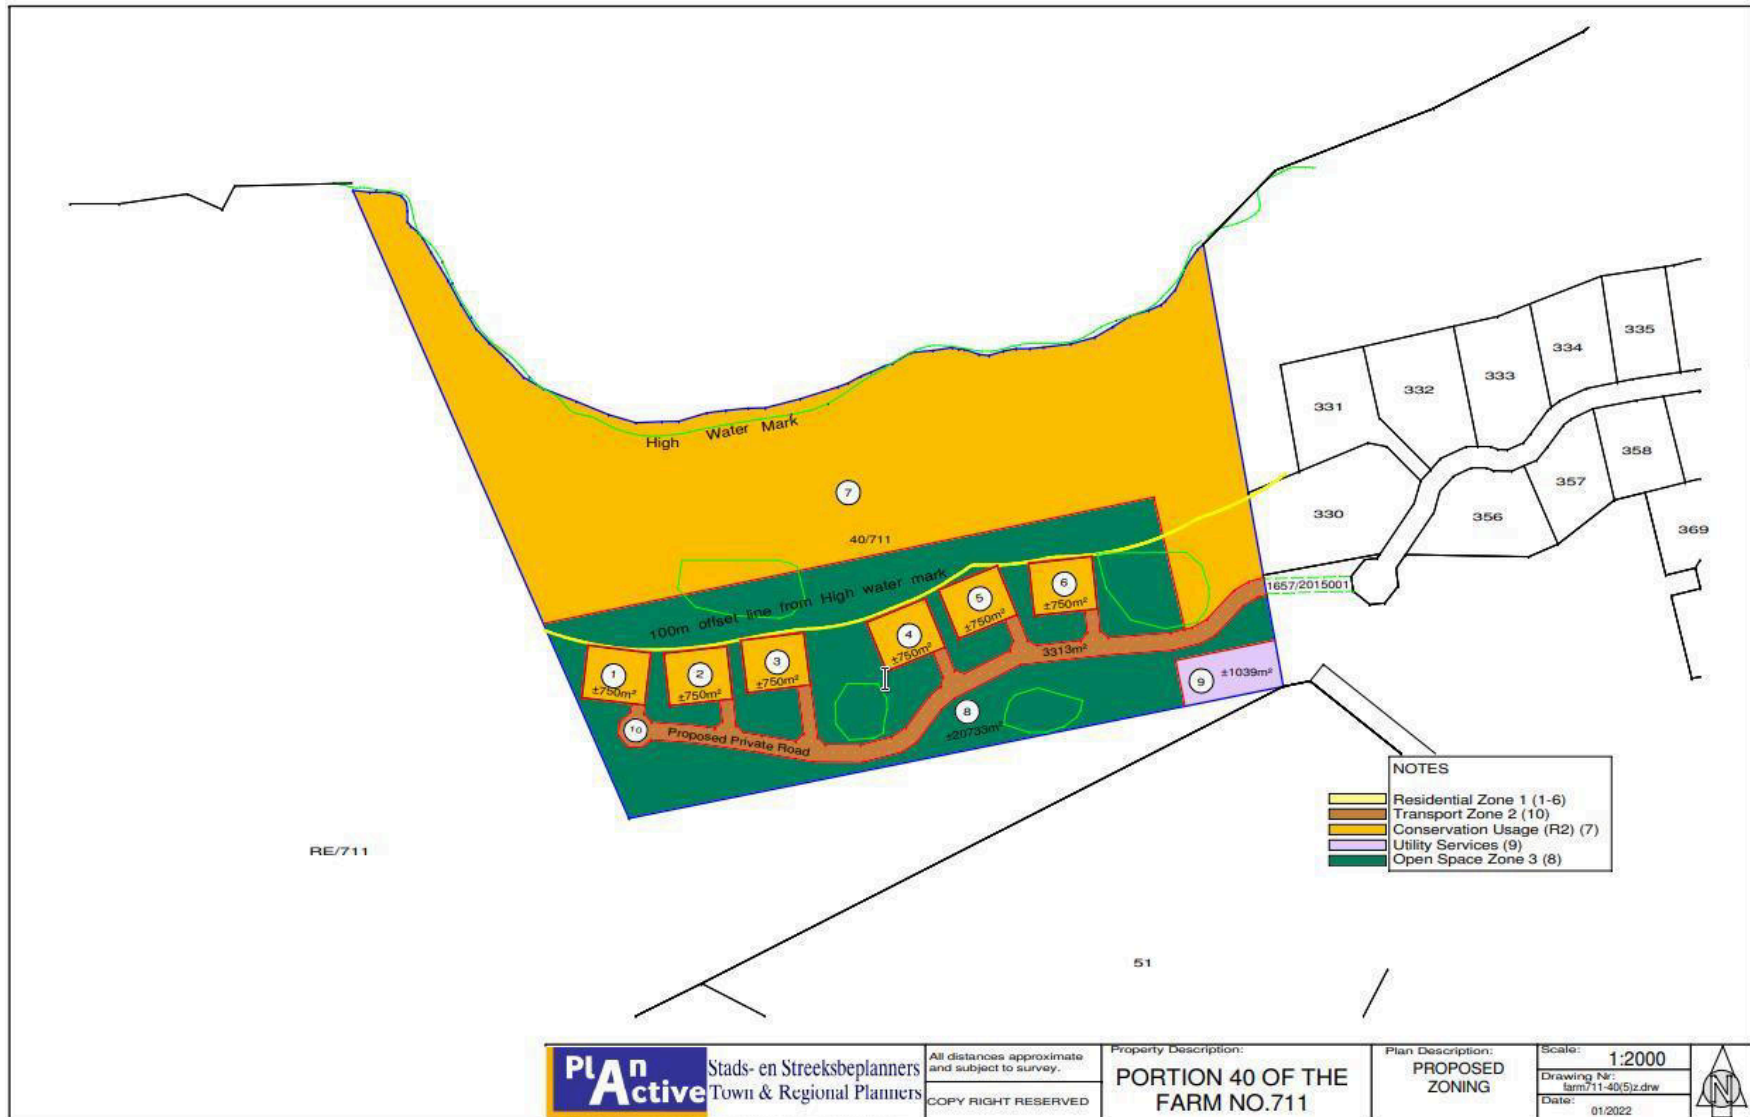 335
334
333
332
331
High Water Mark
358
357
7
330
356
369
40/711
100m offset line from High water mark
1657/2015001
6
±750m²
5
±750m²
4
±750m²
3
±750m²
2
±750m²
1
±750m²
3313m²
9
±1039m²
8
±20733m²
10
Proposed Private Road
NOTES
Residential Zone 1 (1-6)
Transport Zone 2 (10)
Conservation Usage (R2) (7)
Utility Services (9)
Open Space Zone 3 (8)
RE/711
51
Plan Active
Stads- en Streeksbeplanners
Town & Regional Planners
All distances approximate
and subject to survey.
COPY RIGHT RESERVED
Property Description:
PORTION 40 OF THE
FARM NO.711
Plan Description:
PROPOSED
ZONING
Scale:
1:2000
Drawing Nr:
farm711-40(5)z.drw
Date:
01/2022
N